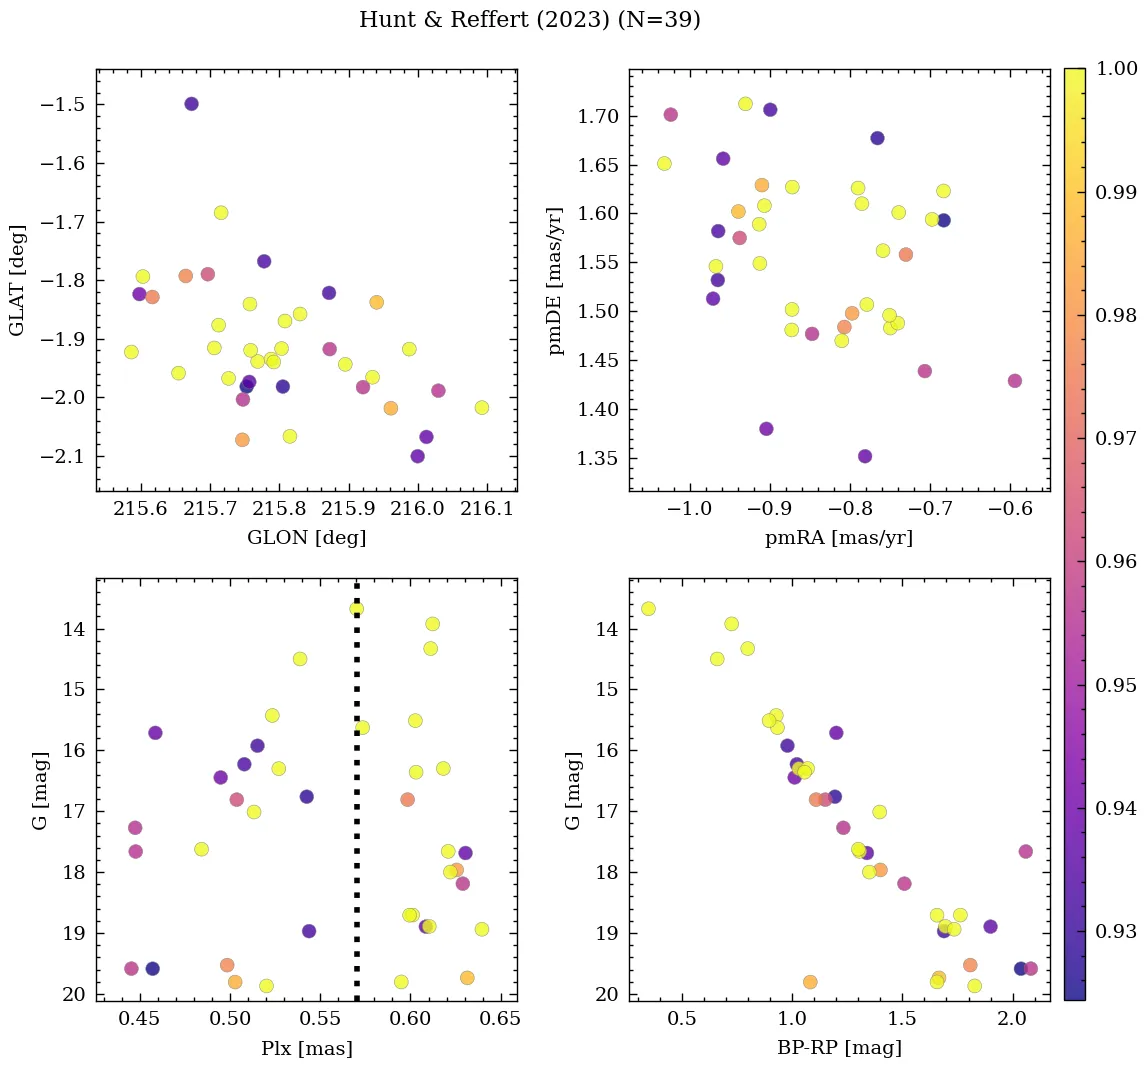 Hunt & Reffert (2023) (N=39)
−1.5
−1.6
−1.7
−1.8
−1.9
−2.0
−2.1
GLAT [deg]
215.6 215.7 215.8 215.9 216.0 216.1
GLON [deg]
1.70
1.65
1.60
1.55
1.50
1.45
1.40
1.35
pmDE [mas/yr]
−1.0 −0.9 −0.8 −0.7 −0.6
pmRA [mas/yr]
14
15
16
17
18
19
20
G [mag]
0.45 0.50 0.55 0.60 0.65
Plx [mas]
14
15
16
17
18
19
20
G [mag]
0.5 1.0 1.5 2.0
BP-RP [mag]
1.00
0.99
0.98
0.97
0.96
0.95
0.94
0.93